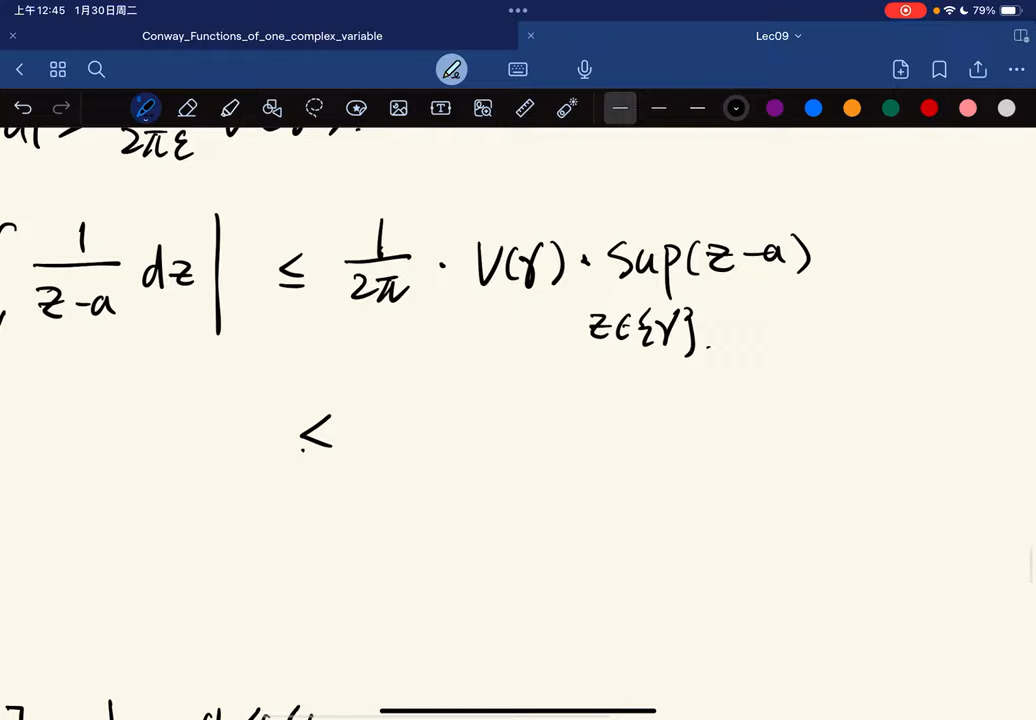 上午12:45 1月30日周二
79%
Conway_Functions_of_one_complex_variable
Lec09
2πε
1/(z-a) dz | ≤ 1/2π · V(γ) · sup(z-a)
z∈{γ}.
<